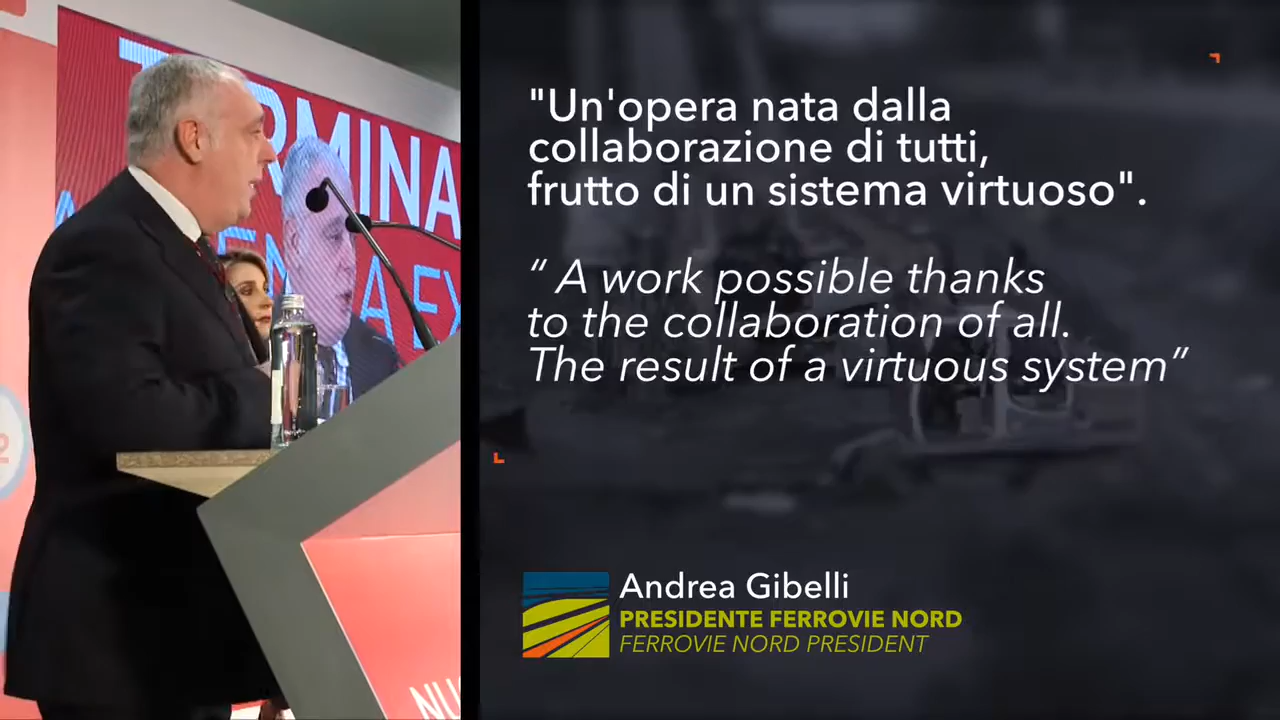 TERMINA
"Un'opera nata dalla
collaborazione di tutti,
frutto di un sistema virtuoso".
“ A work possible thanks
to the collaboration of all.
The result of a virtuous system”
Andrea Gibelli
PRESIDENTE FERROVIE NORD
FERROVIE NORD PRESIDENT